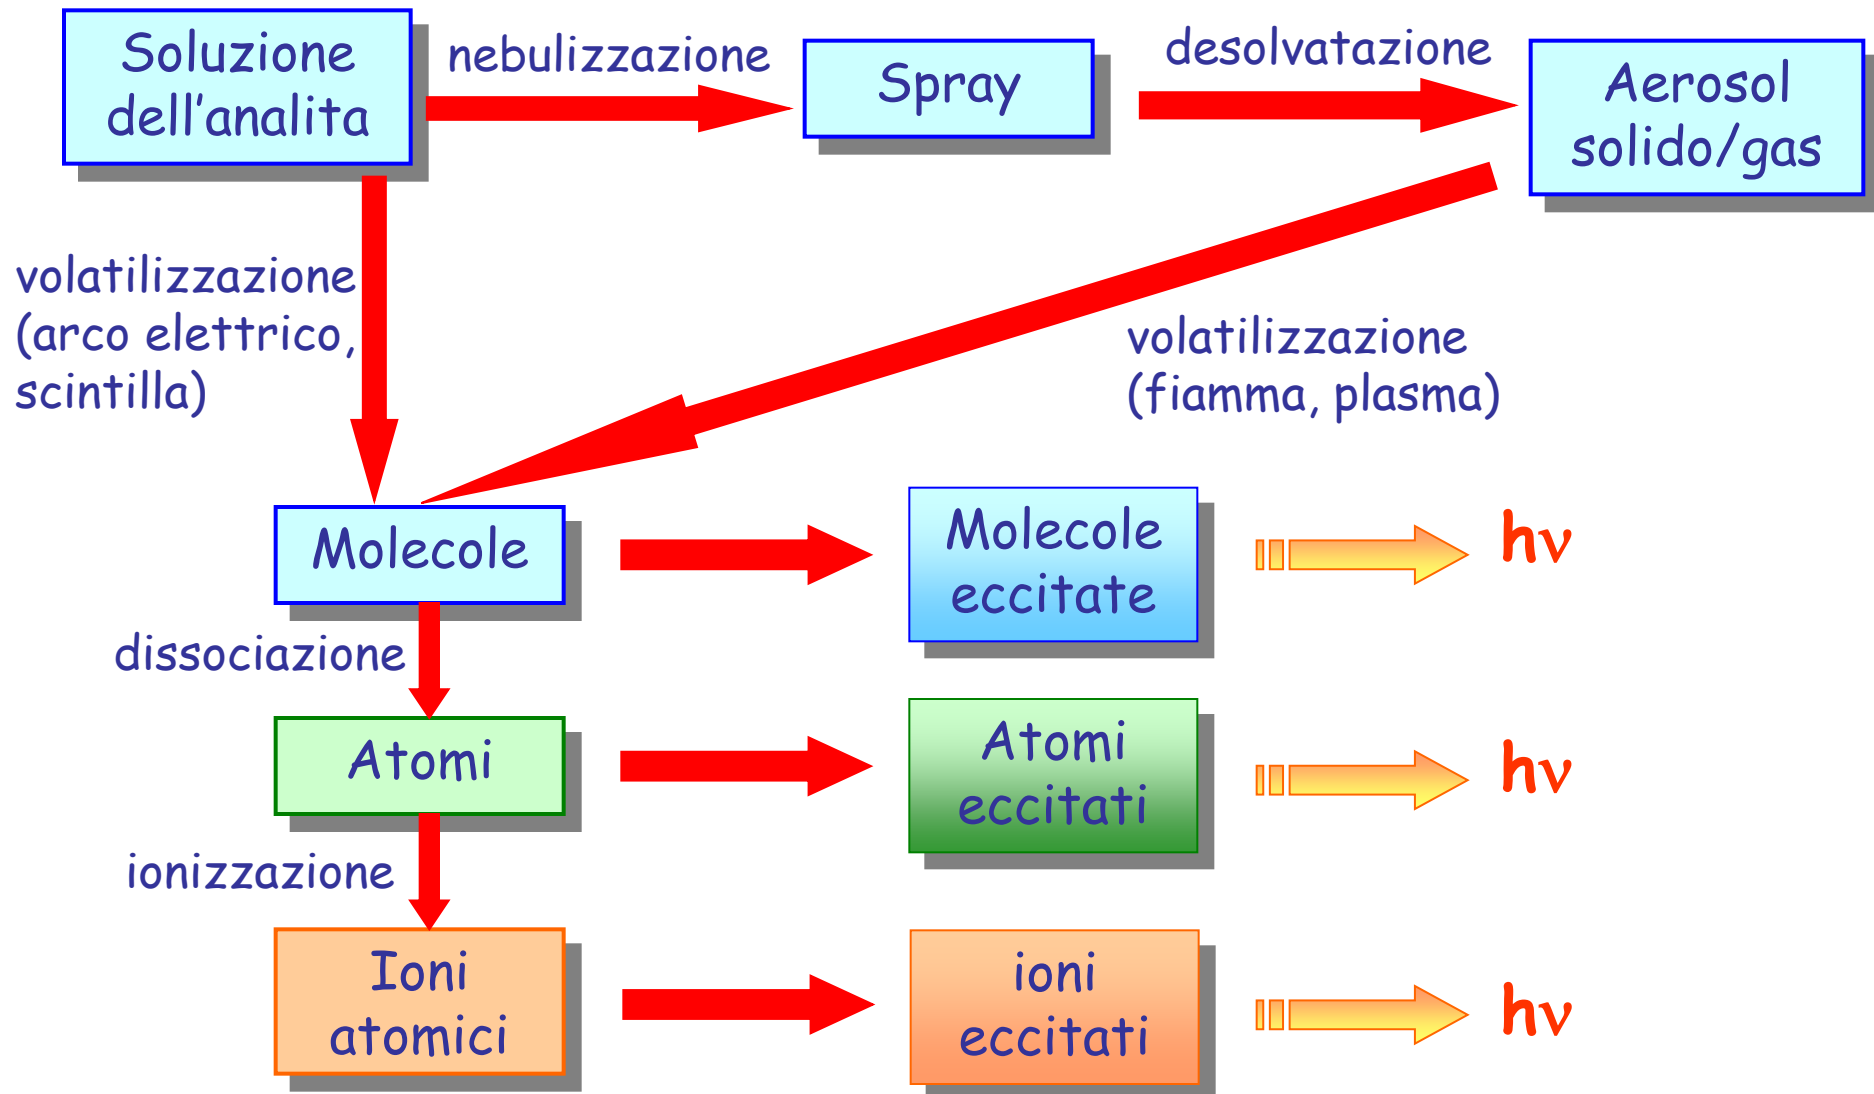 Soluzione
dell’analita
nebulizzazione
Spray
desolvatazione
Aerosol
solido/gas
volatilizzazione
(arco elettrico,
scintilla)
volatilizzazione
(fiamma, plasma)
Molecole
Molecole
eccitate
hν
dissociazione
Atomi
Atomi
eccitati
hν
ionizzazione
Ioni
atomici
ioni
eccitati
hν